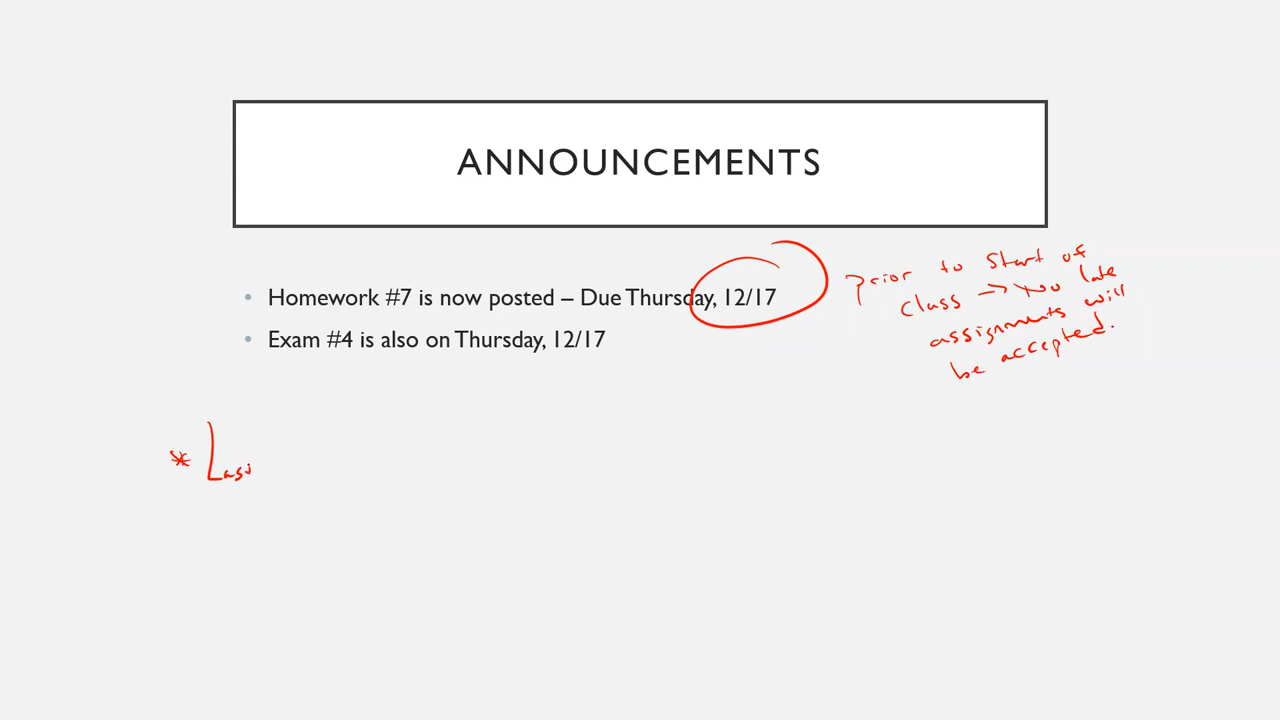 ANNOUNCEMENTS
• Homework #7 is now posted – Due Thursday, 12/17
• Exam #4 is also on Thursday, 12/17
Prior to Start of
Class → No late
assignments will
be accepted.
* Las